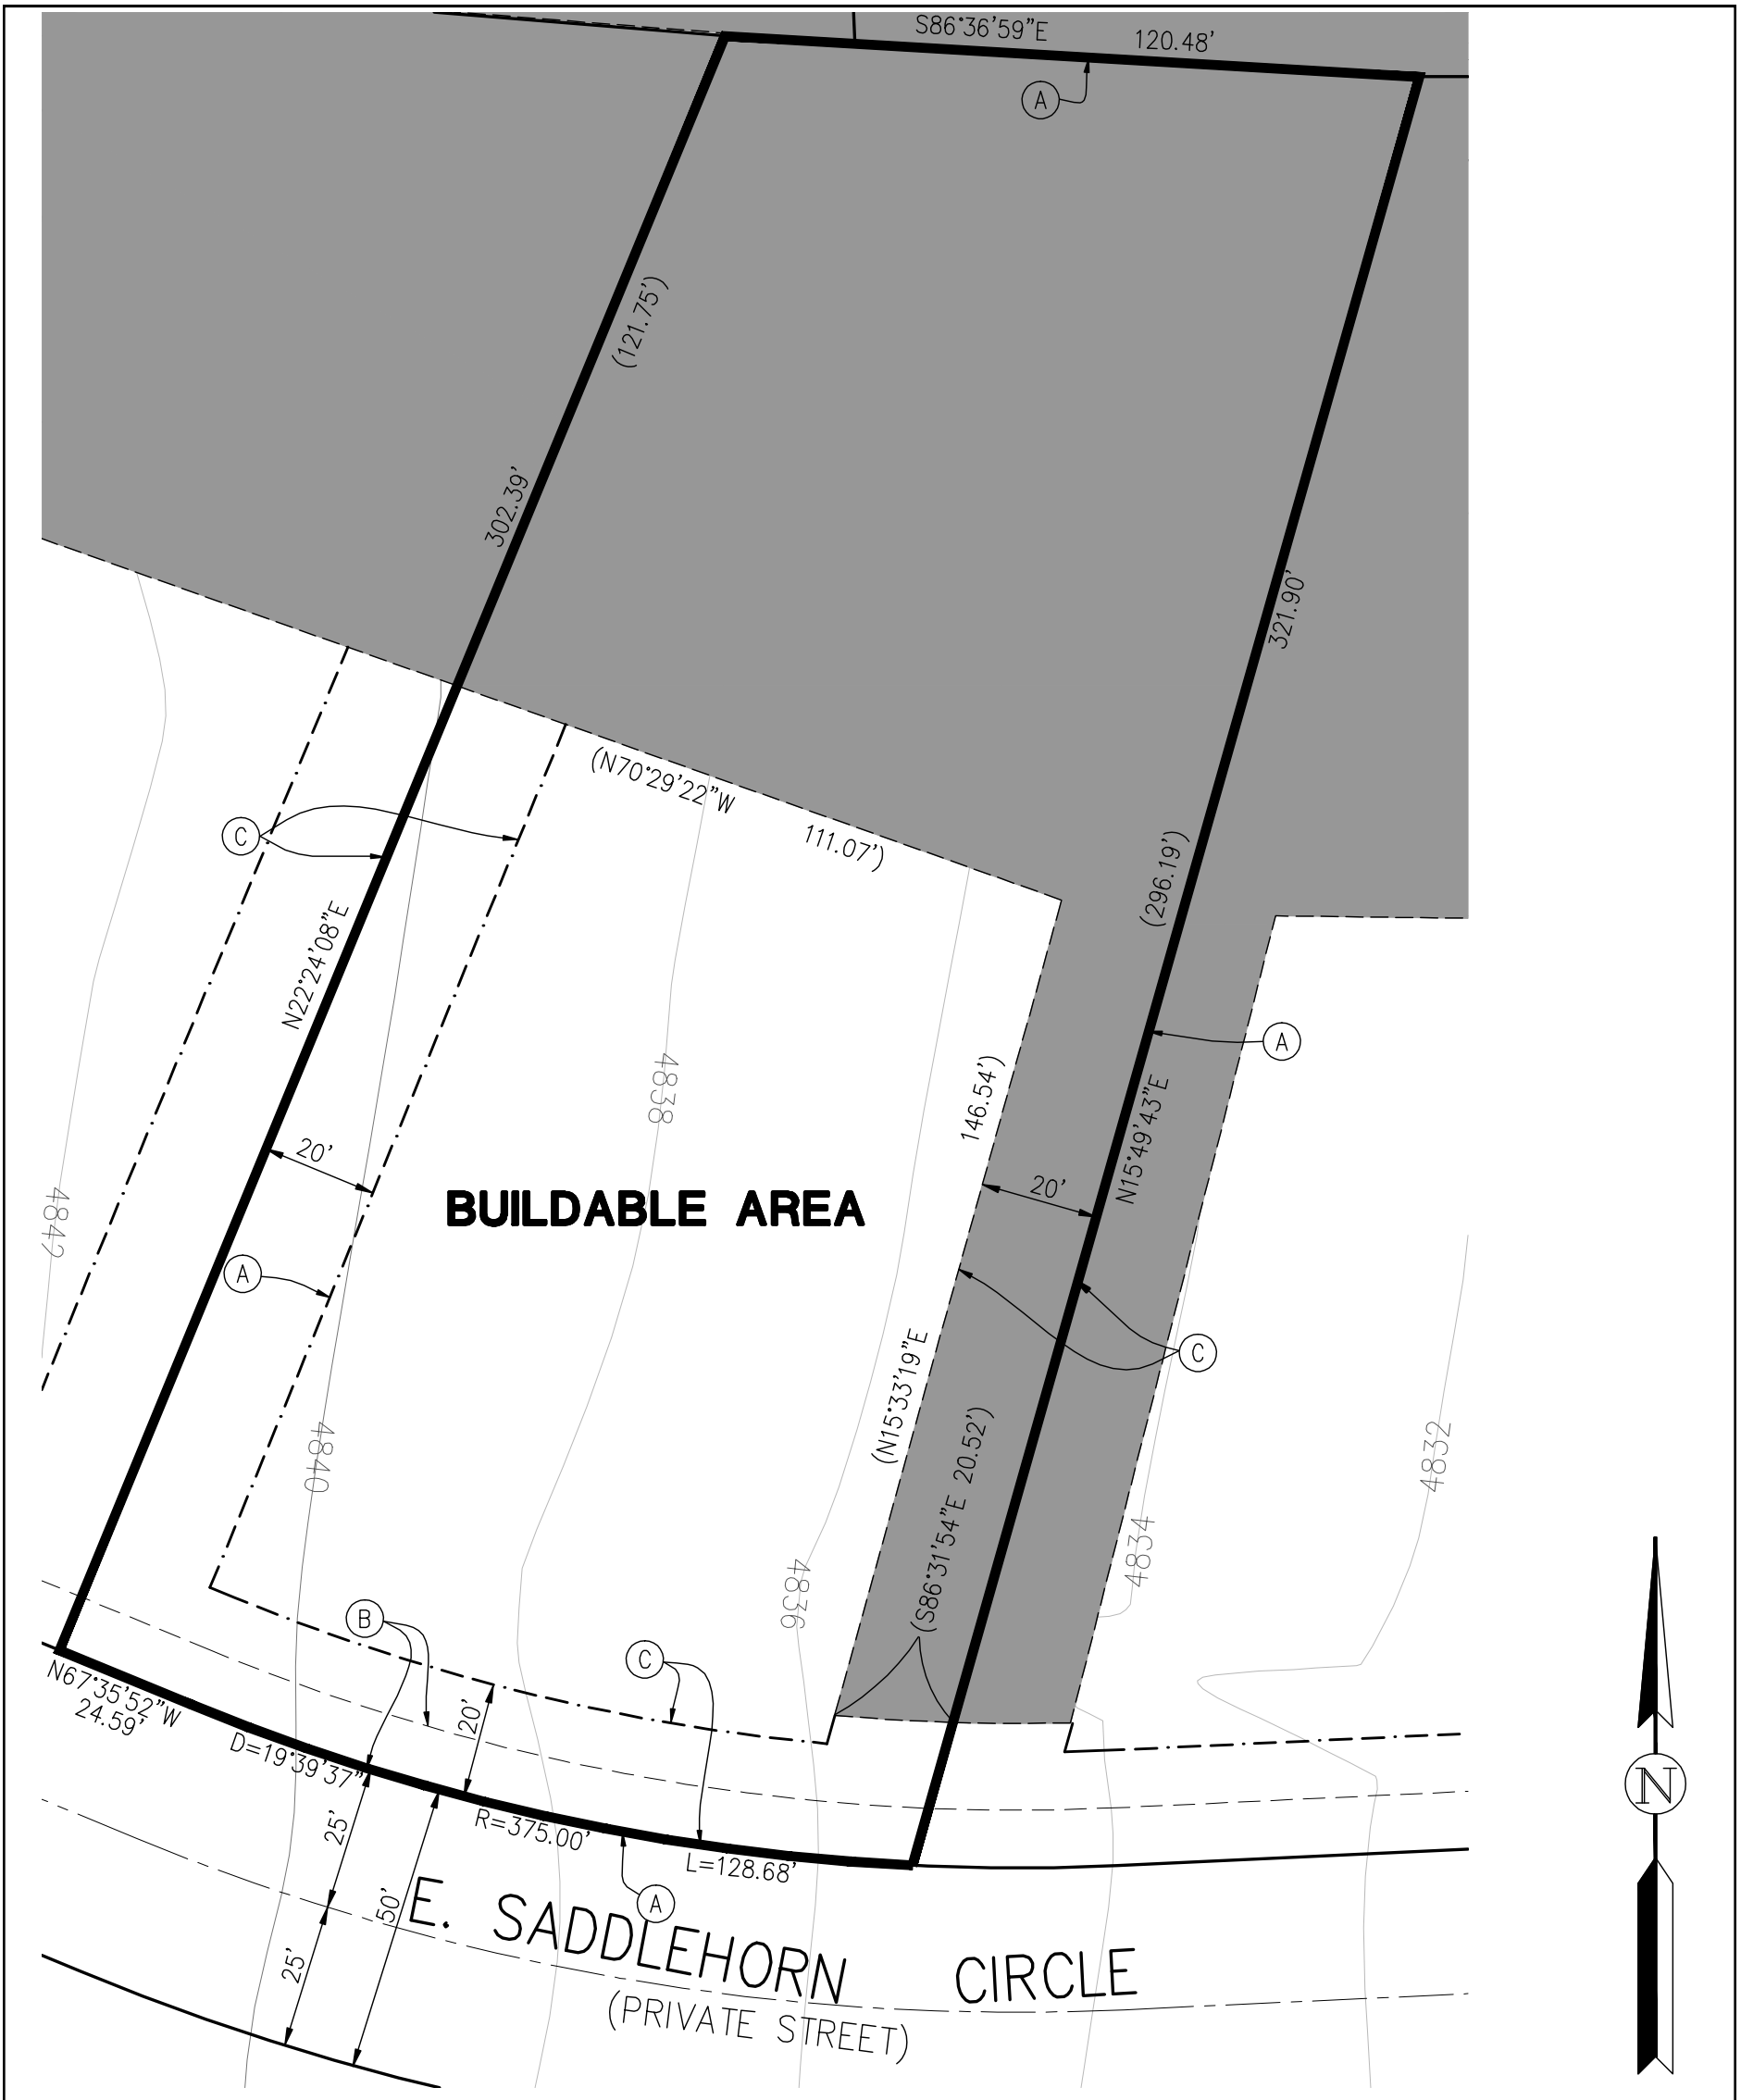 S86°36'59"E 120.48'
A
(121.75')
302.39'
321.90'
(N70°29'22"W 111.07')
C
(296.19')
N22°24'08"E
A
4838
146.54')
N15°49'43"E
20'
20'
4842
BUILDABLE AREA
A
(N15°33'19"E
C
4840
(S86°31'54"E 20.52')
4832
4834
4836
B
C
N67°35'52"W
24.59'
20'
D=19°39'37"
25'
R=375.00'
L=128.68'
N
A
50'
25'
E. SADDLEHORN CIRCLE
(PRIVATE STREET)